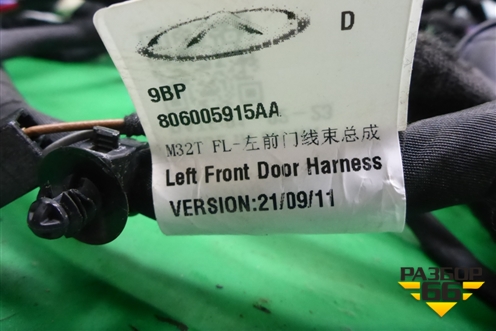 D
9BP
806005915AA
M32T FL-左前门线束总成
Left Front Door Harness
VERSION:21/09/11
РАЗБОР
66